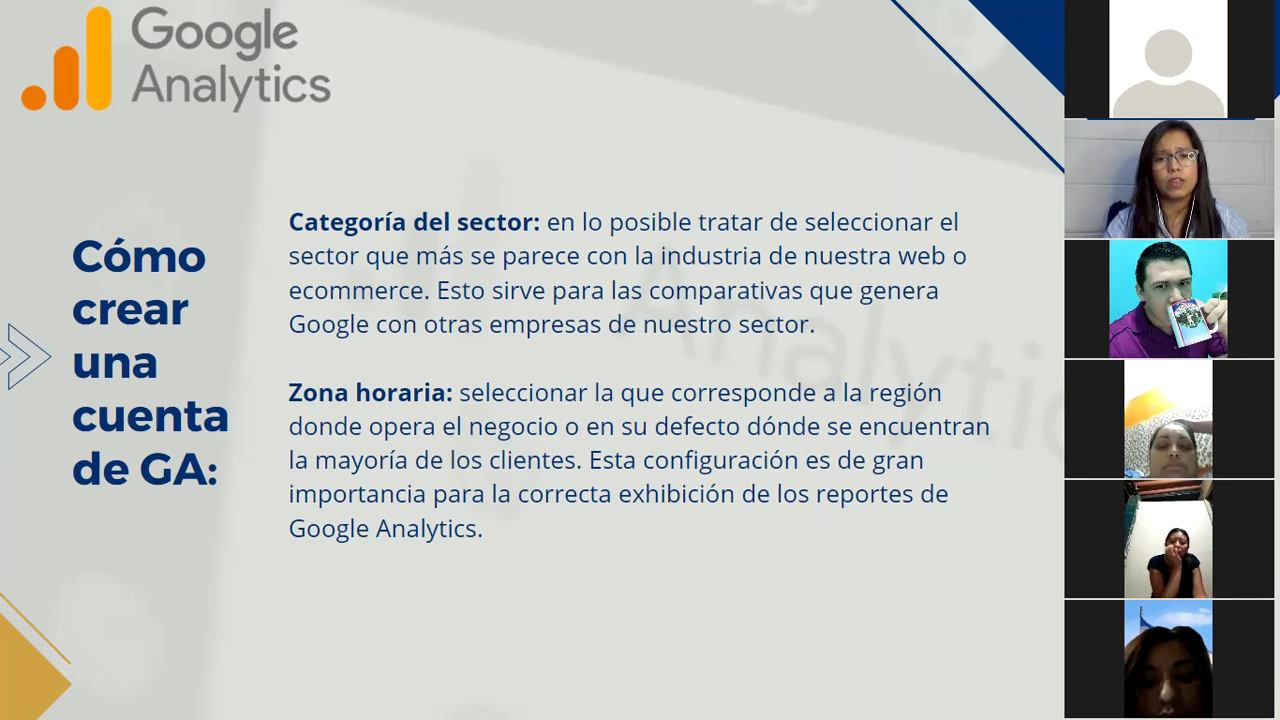 Google
Analytics
Cómo
crear
una
cuenta
de GA:
Categoría del sector: en lo posible tratar de seleccionar el
sector que más se parece con la industria de nuestra web o
ecommerce. Esto sirve para las comparativas que genera
Google con otras empresas de nuestro sector.
Zona horaria: seleccionar la que corresponde a la región
donde opera el negocio o en su defecto dónde se encuentran
la mayoría de los clientes. Esta configuración es de gran
importancia para la correcta exhibición de los reportes de
Google Analytics.